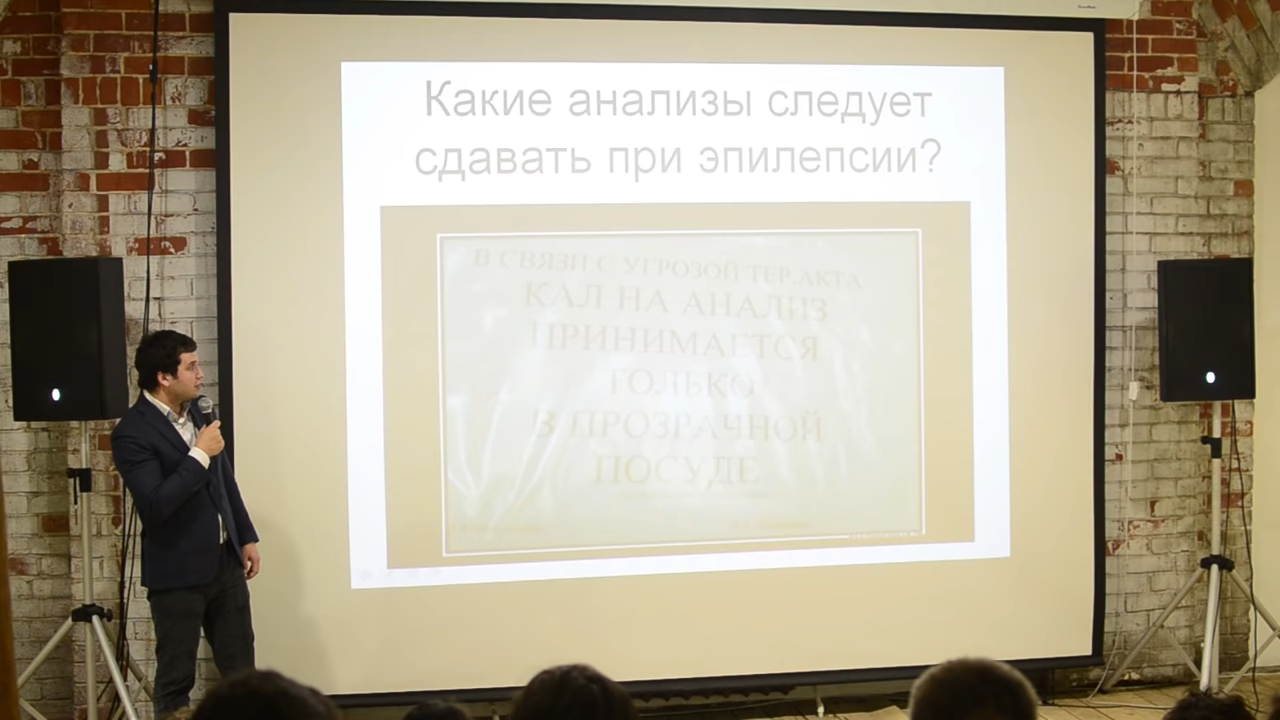 Какие анализы следует
сдавать при эпилепсии?
В СВЯЗИ С УГРОЗОЙ ТЕР.АКТА
КАЛ НА АНАЛИЗ
ПРИНИМАЕТСЯ
ТОЛЬКО
В ПРОЗРАЧНОЙ
ПОСУДЕ